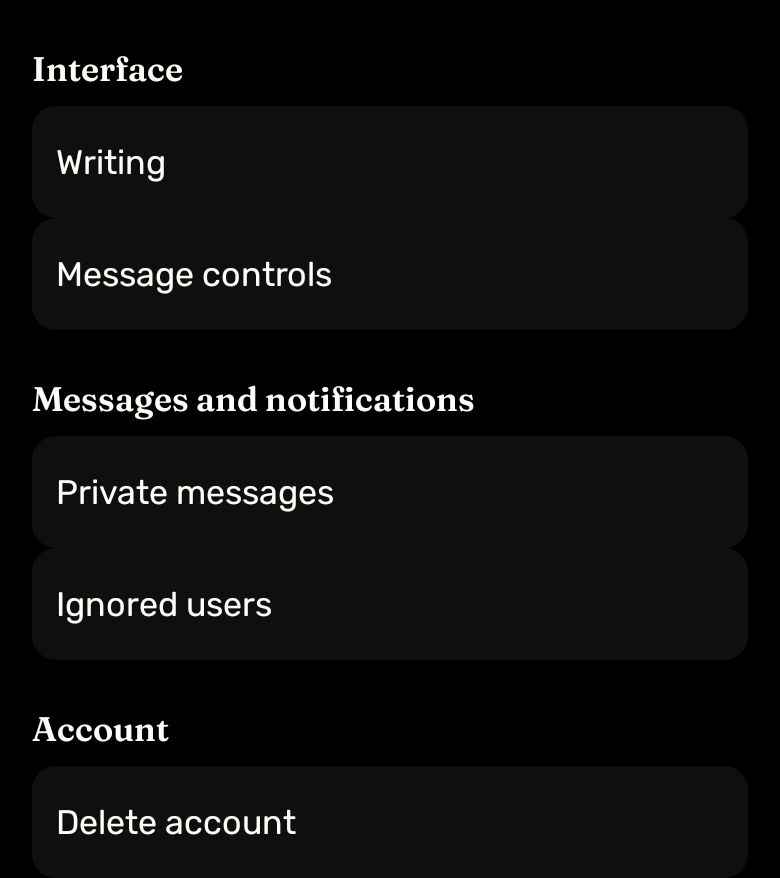 Interface
Writing
Message controls
Messages and notifications
Private messages
Ignored users
Account
Delete account